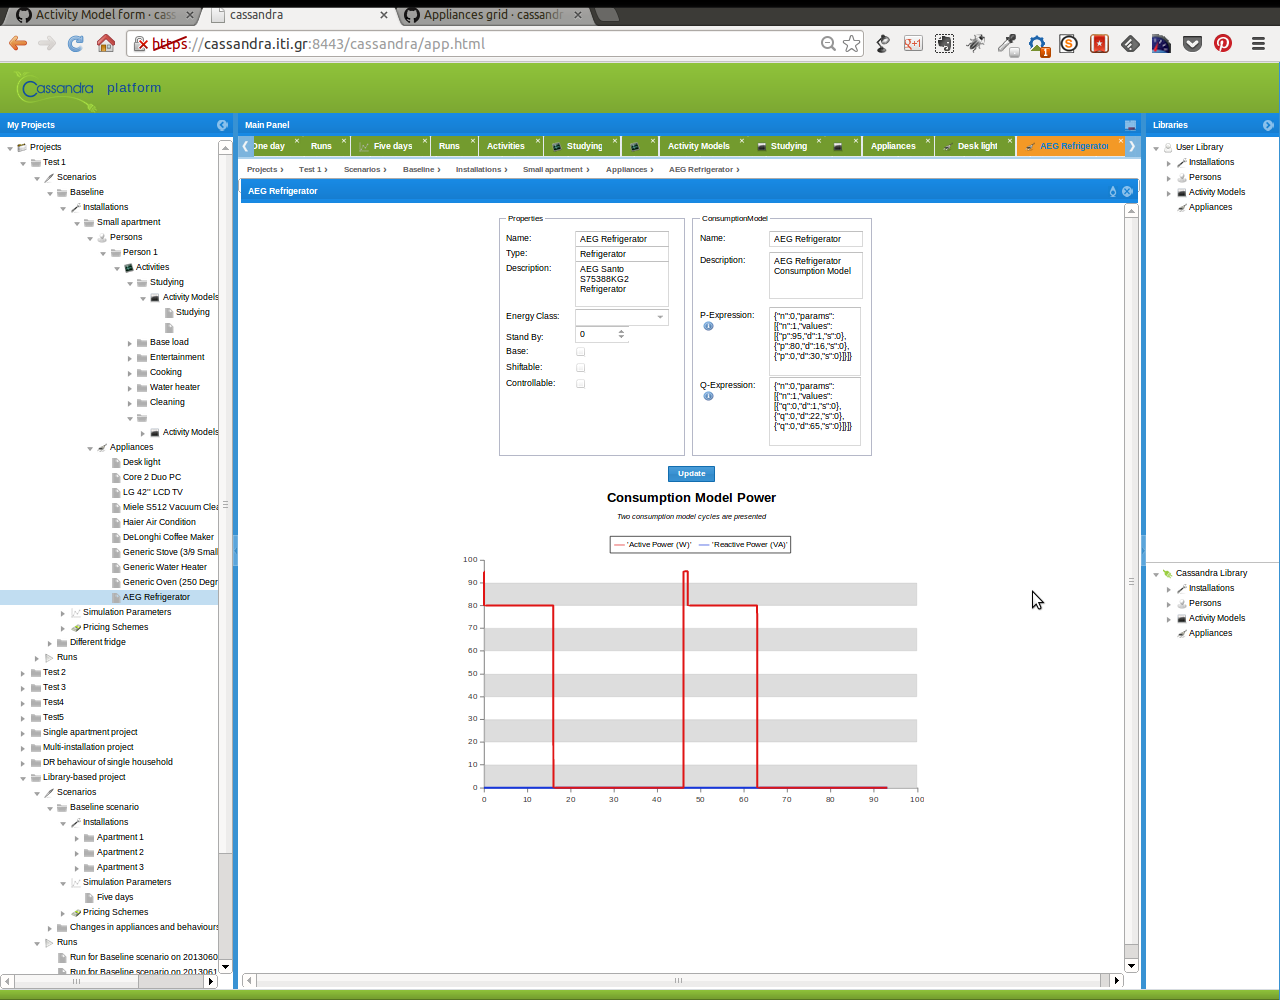 Activity Model form · cass
cassandra
Appliances grid · cassandr
https://cassandra.iti.gr:8443/cassandra/app.html
Cassandra platform
My Projects
Projects
Test 1
Scenarios
Baseline
Installations
Small apartment
Persons
Person 1
Activities
Studying
Activity Models
Studying
Base load
Entertainment
Cooking
Water heater
Cleaning
Activity Models
Appliances
Desk light
Core 2 Duo PC
LG 42'' LCD TV
Miele S512 Vacuum Clea
Haier Air Condition
DeLonghi Coffee Maker
Generic Stove (3/9 Small
Generic Water Heater
Generic Oven (250 Degr
AEG Refrigerator
Simulation Parameters
Pricing Schemes
Different fridge
Runs
Test 2
Test 3
Test4
Test5
Single apartment project
Multi-installation project
DR behaviour of single household
Library-based project
Scenarios
Baseline scenario
Installations
Apartment 1
Apartment 2
Apartment 3
Simulation Parameters
Five days
Pricing Schemes
Changes in appliances and behaviours
Runs
Run for Baseline scenario on 2013060
Run for Baseline scenario on 2013061
Main Panel
One day Runs Five days Runs Activities Studying Activity Models Studying Appliances Desk light AEG Refrigerator
Projects › Test 1 › Scenarios › Baseline › Installations › Small apartment › Appliances › AEG Refrigerator ›
AEG Refrigerator
Properties
Name: AEG Refrigerator
Type: Refrigerator
Description: AEG Santo
S75388KG2
Refrigerator
Energy Class:
Stand By: 0
Base:
Shiftable:
Controllable:
ConsumptionModel
Name: AEG Refrigerator
Description: AEG Refrigerator
Consumption Model
P-Expression: {"n":0,"params":
[{"n":1,"values":
[{"p":95,"d":1,"s":0},
{"p":80,"d":16,"s":0},
{"p":0,"d":30,"s":0}]}]}
Q-Expression: {"n":0,"params":
[{"n":1,"values":
[{"q":0,"d":1,"s":0},
{"q":0,"d":22,"s":0},
{"q":0,"d":65,"s":0}]}]}
Update
Consumption Model Power
Two consumption model cycles are presented
'Active Power (W)' 'Reactive Power (VA)'
100
90
80
70
60
50
40
30
20
10
0
0 10 20 30 40 50 60 70 80 90 100
Libraries
User Library
Installations
Persons
Activity Models
Appliances
Cassandra Library
Installations
Persons
Activity Models
Appliances